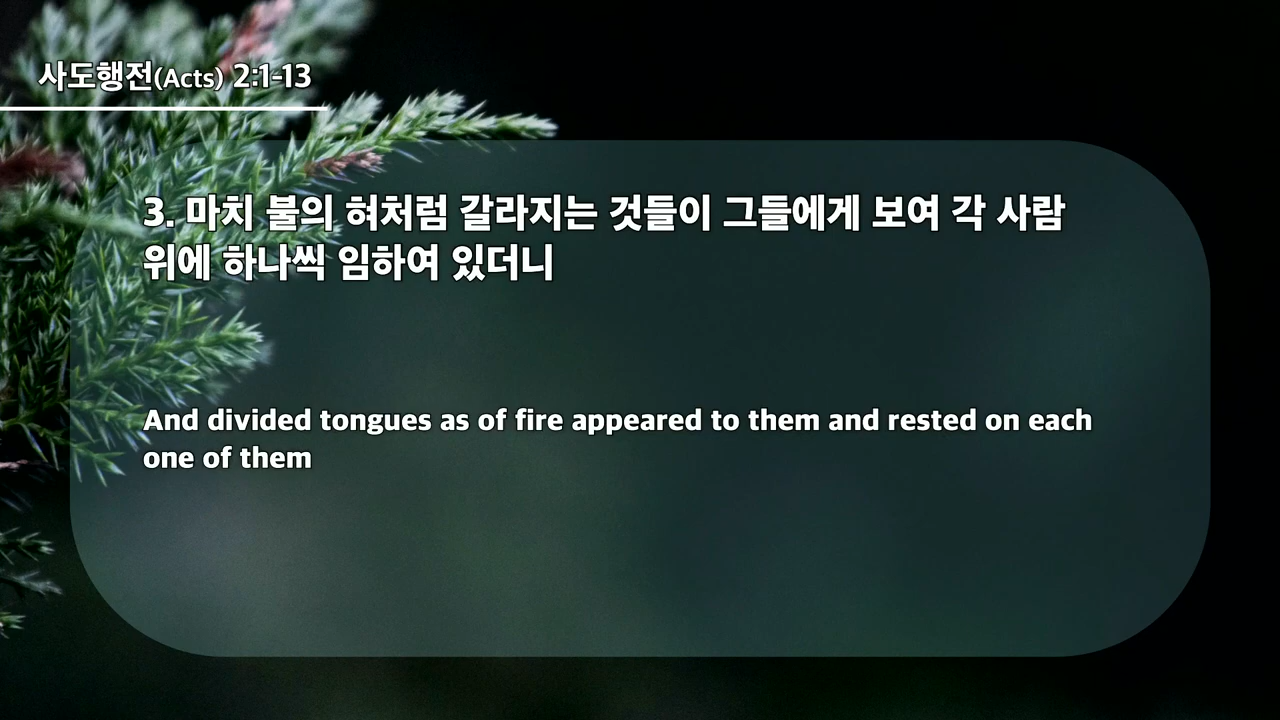 사도행전(Acts) 2:1-13
3. 마치 불의 혀처럼 갈라지는 것들이 그들에게 보여 각 사람
위에 하나씩 임하여 있더니
And divided tongues as of fire appeared to them and rested on each
one of them